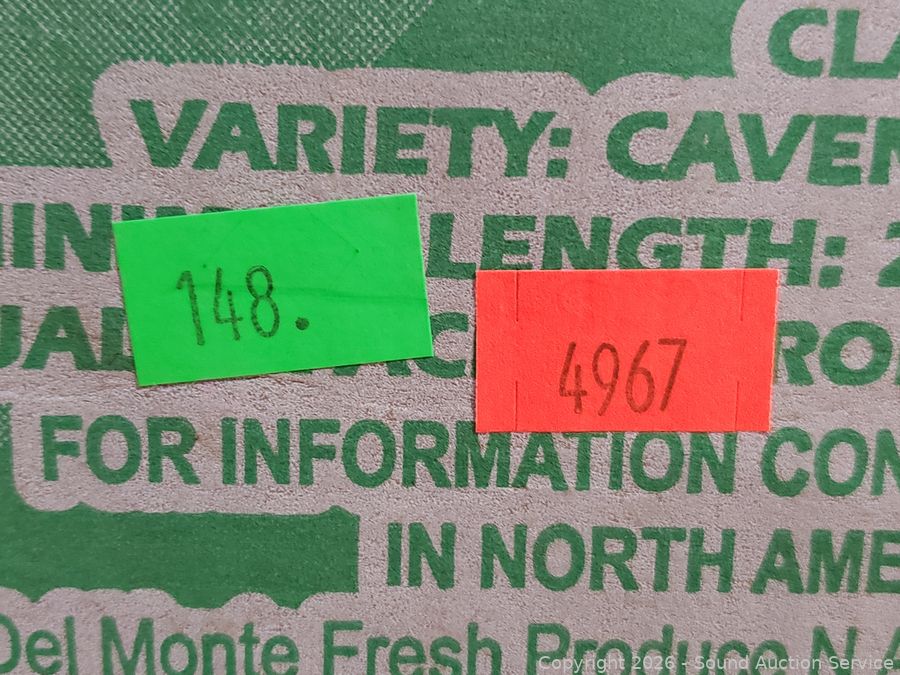 CLA
VARIETY: CAVEN
LENGTH: 2
148.
4967
FOR INFORMATION CON
IN NORTH AME
Del Monte Fresh Produce N.A
Copyright 2026 - Sound Auction Service